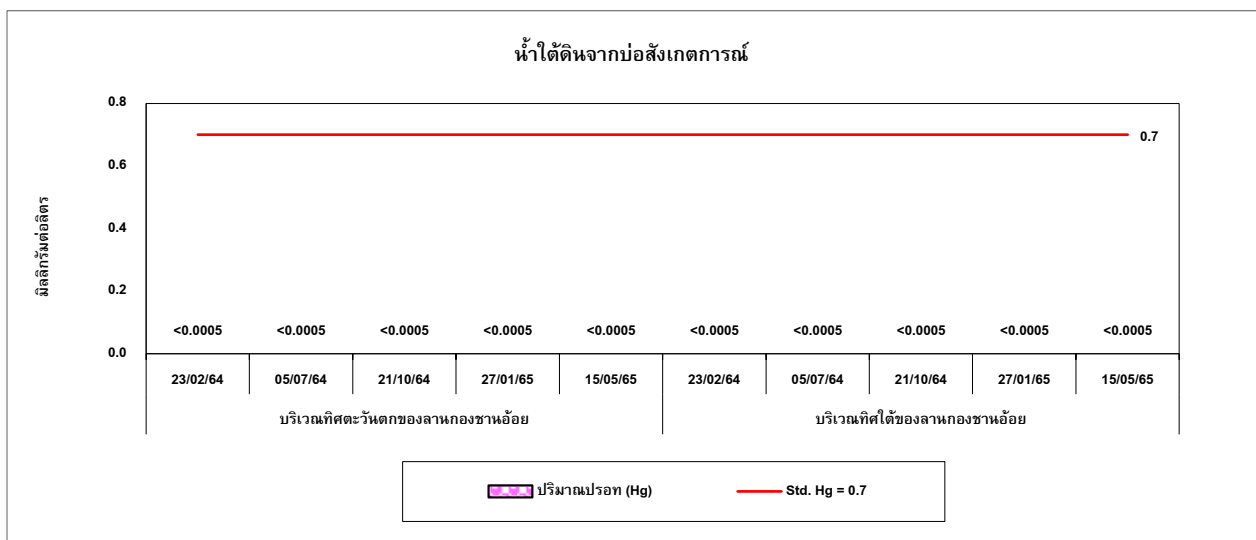 น้ำใต้ดินจากบ่อสังเกตการณ์
มิลลิกรัมต่อลิตร
0.8
0.7
0.6
0.4
0.2
<0.0005 <0.0005 <0.0005 <0.0005 <0.0005 <0.0005 <0.0005 <0.0005 <0.0005 <0.0005
0.0
23/02/64 05/07/64 21/10/64 27/01/65 15/05/65 23/02/64 05/07/64 21/10/64 27/01/65 15/05/65
บริเวณทิศตะวันตกของลานกองชานอ้อย บริเวณทิศใต้ของลานกองชานอ้อย
ปริมาณปรอท (Hg) Std. Hg = 0.7